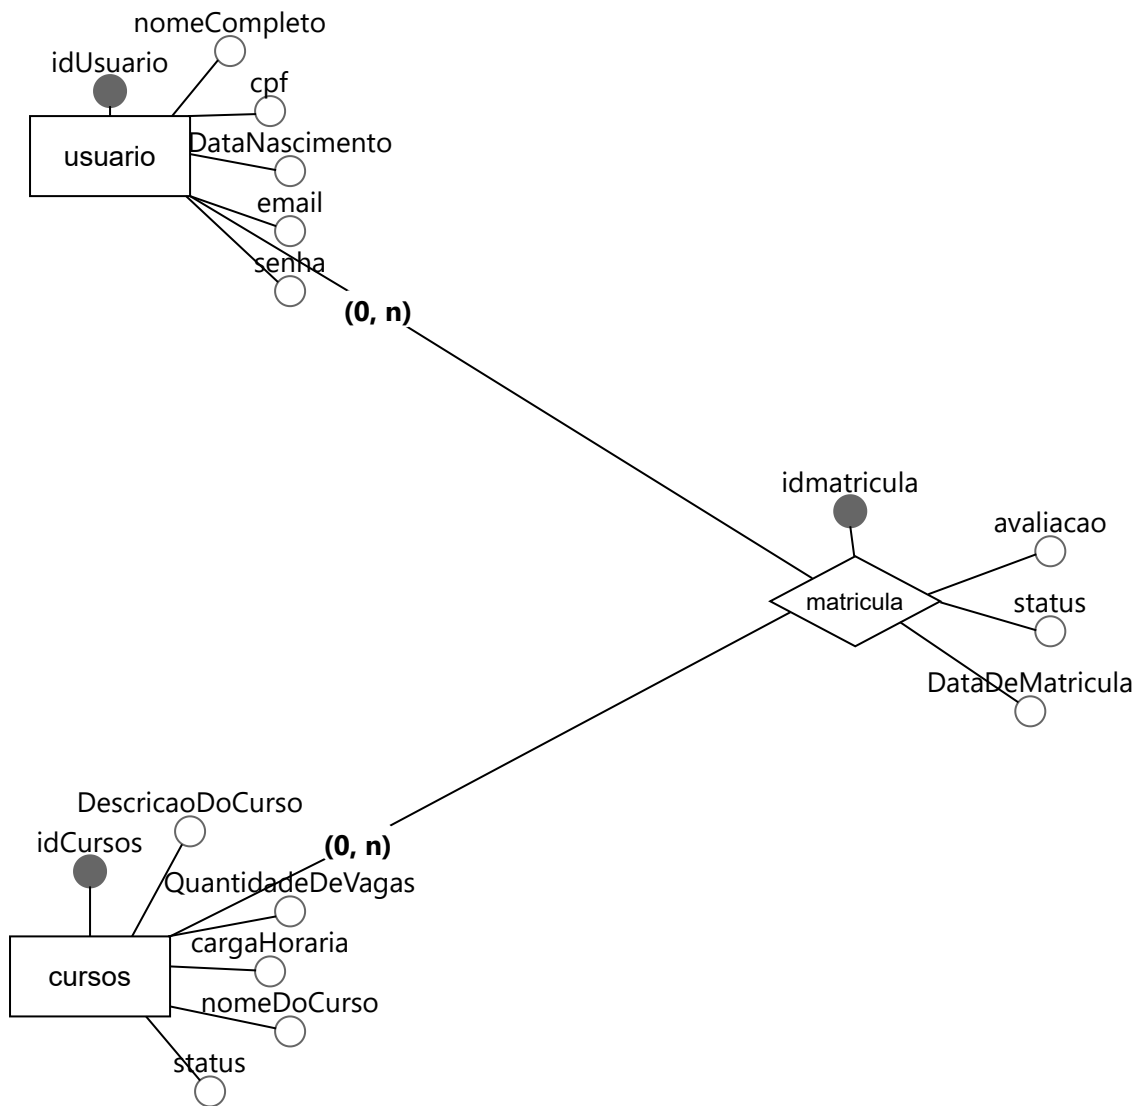 nomeCompleto
idUsuario
cpf
DataNascimento
usuario
email
senha
(0, n)
idmatricula
avaliacao
matricula
status
DataDeMatricula
DescricaoDoCurso
idCursos
(0, n)
QuantidadeDeVagas
cargaHoraria
cursos
nomeDoCurso
status